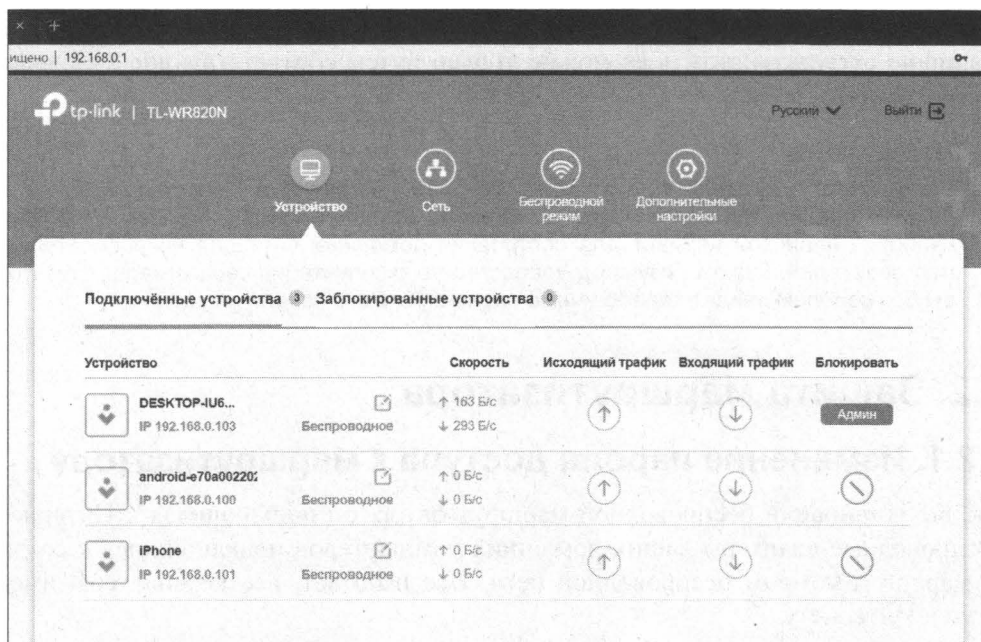 ищено | 192.168.0.1
tp-link | TL-WR820N
Русский
Выйти
Устройство
Сеть
Беспроводной режим
Дополнительные настройки
Подключённые устройства 3 Заблокированные устройства 0
Устройство Скорость Исходящий трафик Входящий трафик Блокировать
DESKTOP-IU6... ↑ 163 Б/с
IP 192.168.0.103 Беспроводное ↓ 293 Б/с
Админ
android-e70a002202 ↑ 0 Б/с
IP 192.168.0.100 Беспроводное ↓ 0 Б/с
iPhone ↑ 0 Б/с
IP 192.168.0.101 Беспроводное ↓ 0 Б/с